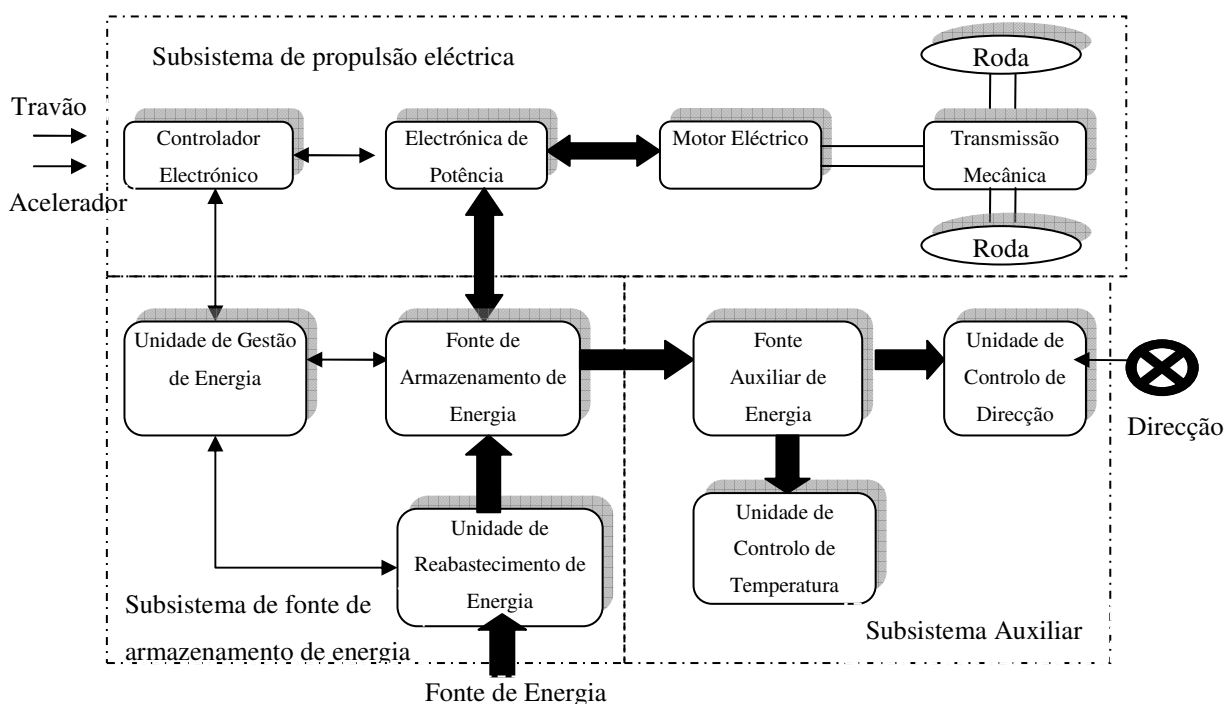 Subsistema de propulsão eléctrica
Roda
Travão
Controlador
Electrónico
Electrónica de
Potência
Motor Eléctrico
Transmissão
Mecânica
Acelerador
Roda
Unidade de Gestão
de Energia
Fonte de
Armazenamento de
Energia
Fonte
Auxiliar de
Energia
Unidade de
Controlo de
Direcção
Direcção
Unidade de
Reabastecimento de
Energia
Unidade de
Controlo de
Temperatura
Subsistema de fonte de
armazenamento de energia
Subsistema Auxiliar
Fonte de Energia